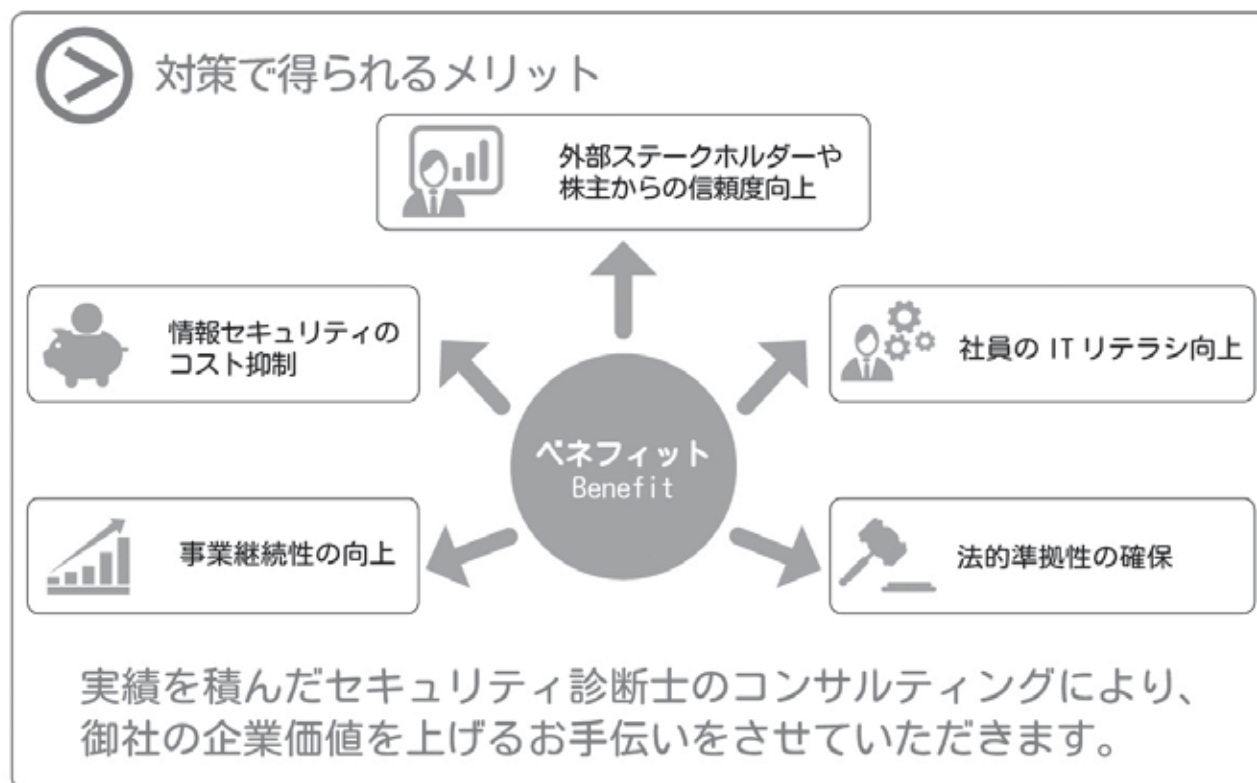 対策で得られるメリット
外部ステークホルダーや
株主からの信頼度向上
情報セキュリティの
コスト抑制
社員の IT リテラシ向上
ベネフィット
Benefit
事業継続性の向上
法的準拠性の確保
実績を積んだセキュリティ診断士のコンサルティングにより、
御社の企業価値を上げるお手伝いをさせていただきます。